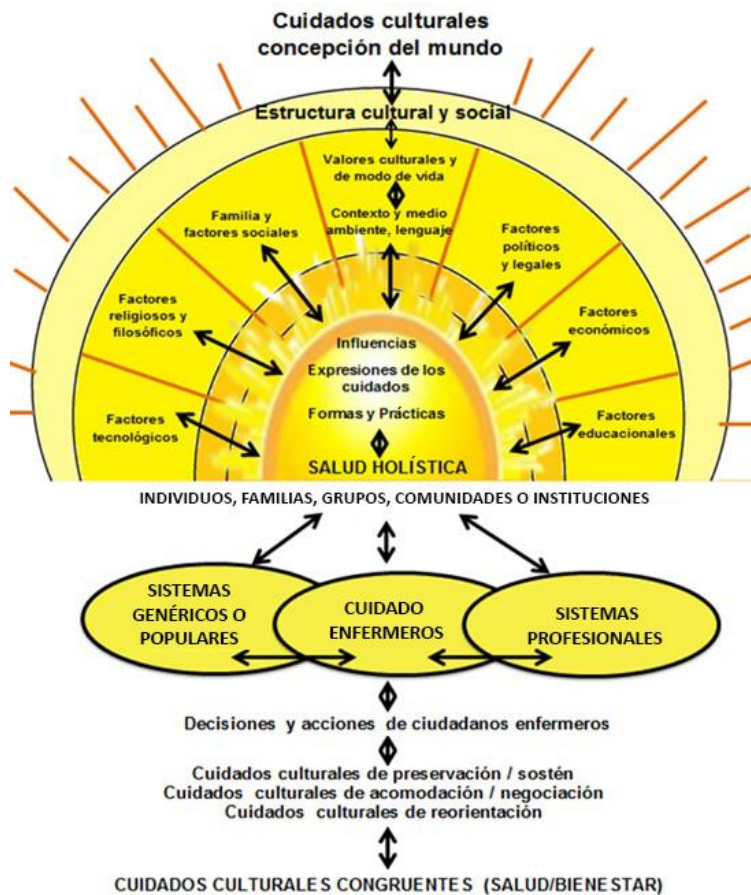 Cuidados culturales
concepción del mundo
Estructura cultural y social
Valores culturales y
de modo de vida
Familia y
factores sociales
Contexto y medio
ambiente, lenguaje
Factores
políticos
y legales
Factores
religiosos y
filosóficos
Factores
económicos
Influencias
Expresiones de los
cuidados
Formas y Prácticas
Factores
tecnológicos
Factores
educacionales
SALUD HOLÍSTICA
INDIVIDUOS, FAMILIAS, GRUPOS, COMUNIDADES O INSTITUCIONES
SISTEMAS
GENÉRICOS O
POPULARES
CUIDADO
ENFERMEROS
SISTEMAS
PROFESIONALES
Decisiones y acciones de ciudadanos enfermeros
Cuidados culturales de preservación / sostén
Cuidados culturales de acomodación / negociación
Cuidados culturales de reorientación
CUIDADOS CULTURALES CONGRUENTES (SALUD/BIENESTAR)